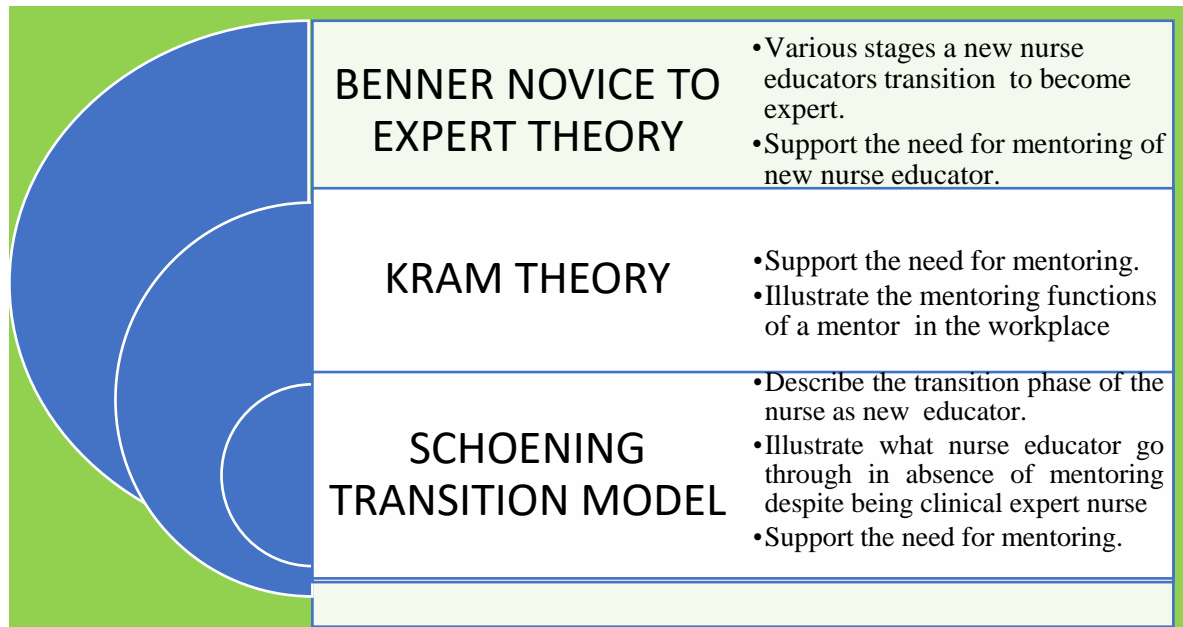 BENNER NOVICE TO
EXPERT THEORY
•Various stages a new nurse
educators transition to become
expert.
•Support the need for mentoring of
new nurse educator.
KRAM THEORY
•Support the need for mentoring.
•Illustrate the mentoring functions
of a mentor in the workplace
SCHOENING
TRANSITION MODEL
•Describe the transition phase of the
nurse as new educator.
•Illustrate what nurse educator go
through in absence of mentoring
despite being clinical expert nurse
•Support the need for mentoring.